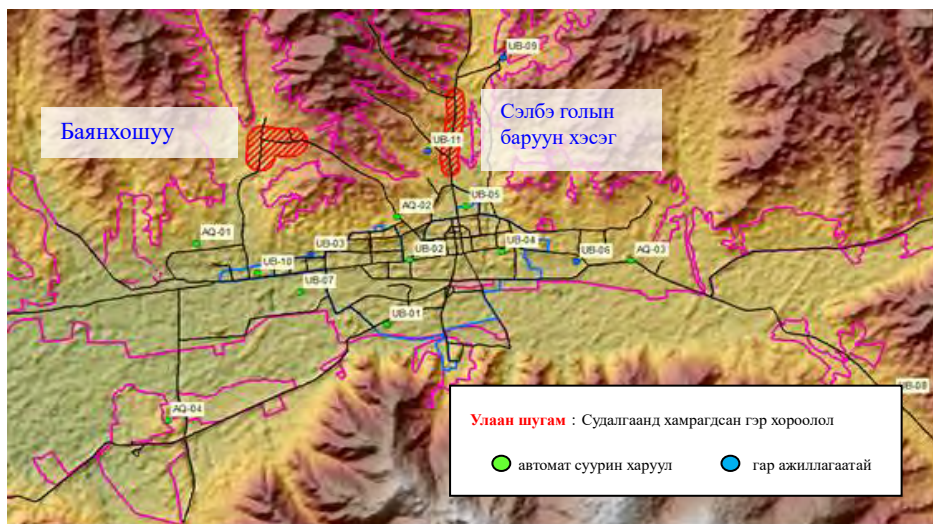 UB-09
Баянхошуу
Сэлбэ голын
баруун хэсэг
UB-11
UB-05
AQ-02
AQ-01
UB-03
UB-02
UB-04
UB-06
AQ-03
UB-10
UB-07
UB-01
UB-08
AQ-04
Улаан шугам : Судалгаанд хамрагдсан гэр хороолол
автомат суурин харуул
гар ажиллагаатай